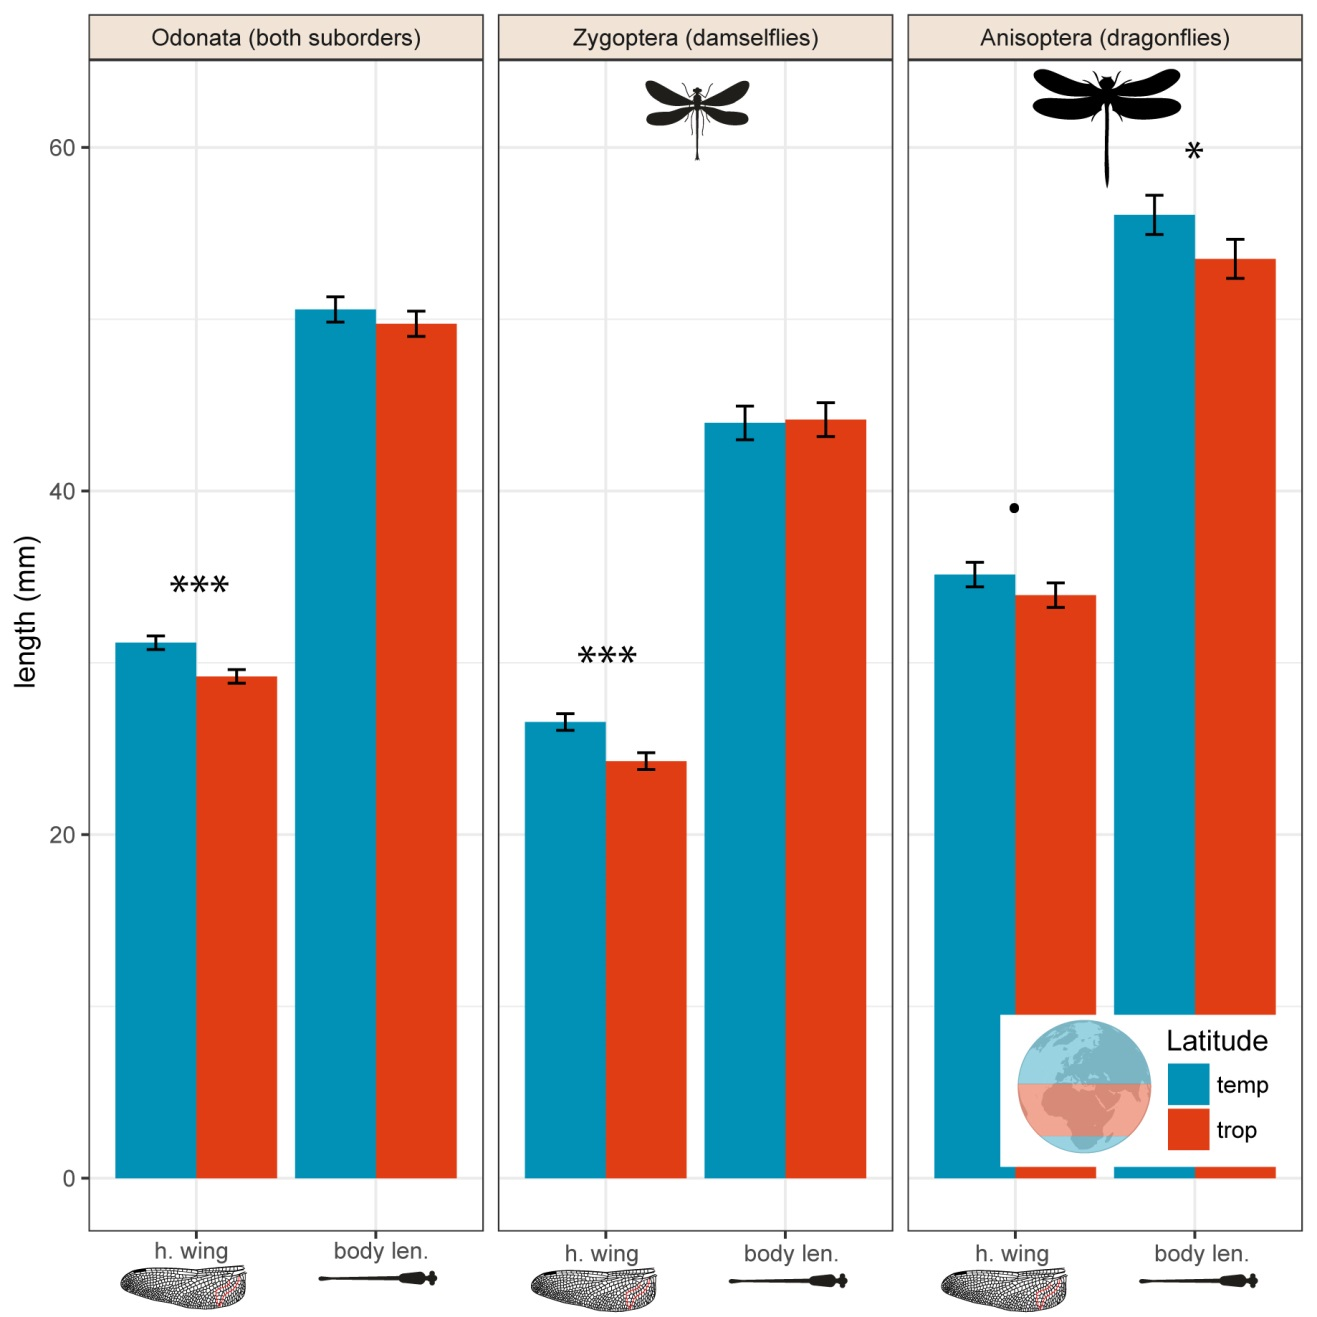 Odonata (both suborders)
Zygoptera (damselflies)
Anisoptera (dragonflies)
60
40
20
0
length (mm)
***
***
•
*
Latitude
temp
trop
h. wing
body len.
h. wing
body len.
h. wing
body len.